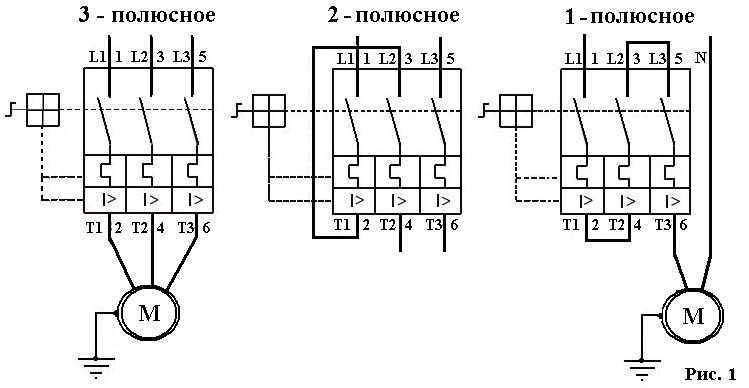 3 - полюсное 2 - полюсное 1 - полюсное
L1 1 L2 3 L3 5 L1 1 L2 3 L3 5 L1 1 L2 3 L3 5 N
I> I> I> I> I> I> I> I> I>
T1 2 T2 4 T3 6 T1 2 T2 4 T3 6 T1 2 T2 4 T3 6
M M
Рис. 1